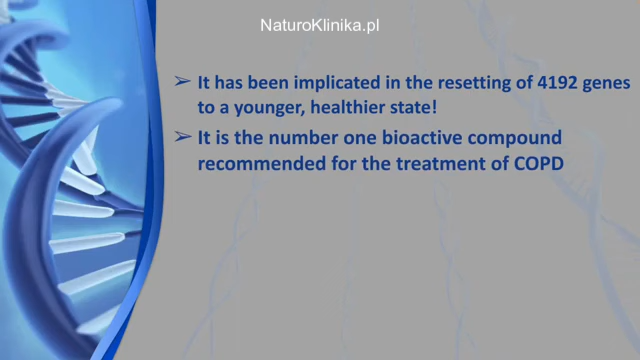 NaturoKlinika.pl
➢ It has been implicated in the resetting of 4192 genes
to a younger, healthier state!
➢ It is the number one bioactive compound
recommended for the treatment of COPD